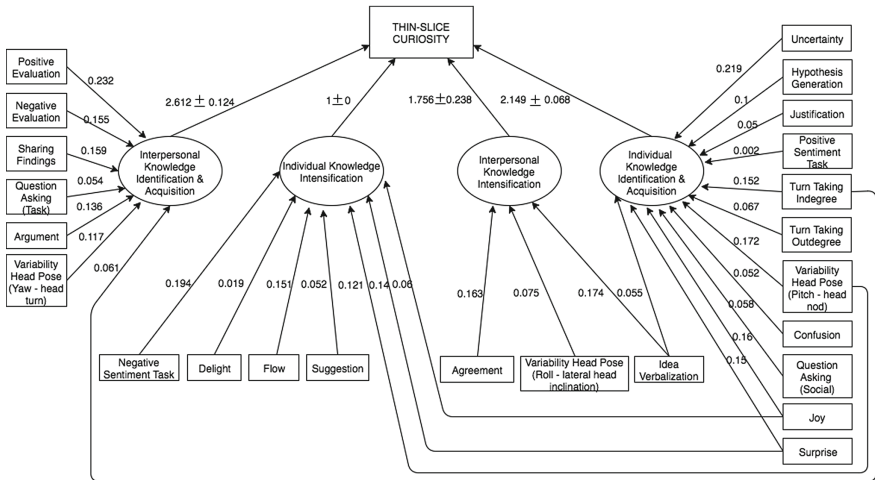 THIN-SLICE
CURIOSITY
Positive
Evaluation
Negative
Evaluation
Sharing
Findings
Question
Asking
(Task)
Argument
Variability
Head Pose
(Yaw - head
turn)
0.232
0.155
0.159
0.054
0.136
0.117
0.061
2.612 ± 0.124
1±0
1.756±0.238
2.149 ± 0.068
Interpersonal
Knowledge
Identification &
Acquisition
Individual Knowledge
Intensification
Interpersonal
Knowledge
Intensification
Individual
Knowledge
Identification &
Acquisition
0.194
0.019
0.151
0.052
0.121
0.14
0.06
0.163
0.075
0.174
0.055
Negative
Sentiment Task
Delight
Flow
Suggestion
Agreement
Variability Head Pose
(Roll - lateral head
inclination)
Idea
Verbalization
0.219
0.1
0.05
0.002
0.152
0.067
0.172
0.052
0.058
0.16
0.15
Uncertainty
Hypothesis
Generation
Justification
Positive
Sentiment
Task
Turn Taking
Indegree
Turn Taking
Outdegree
Variability
Head Pose
(Pitch - head
nod)
Confusion
Question
Asking
(Social)
Joy
Surprise